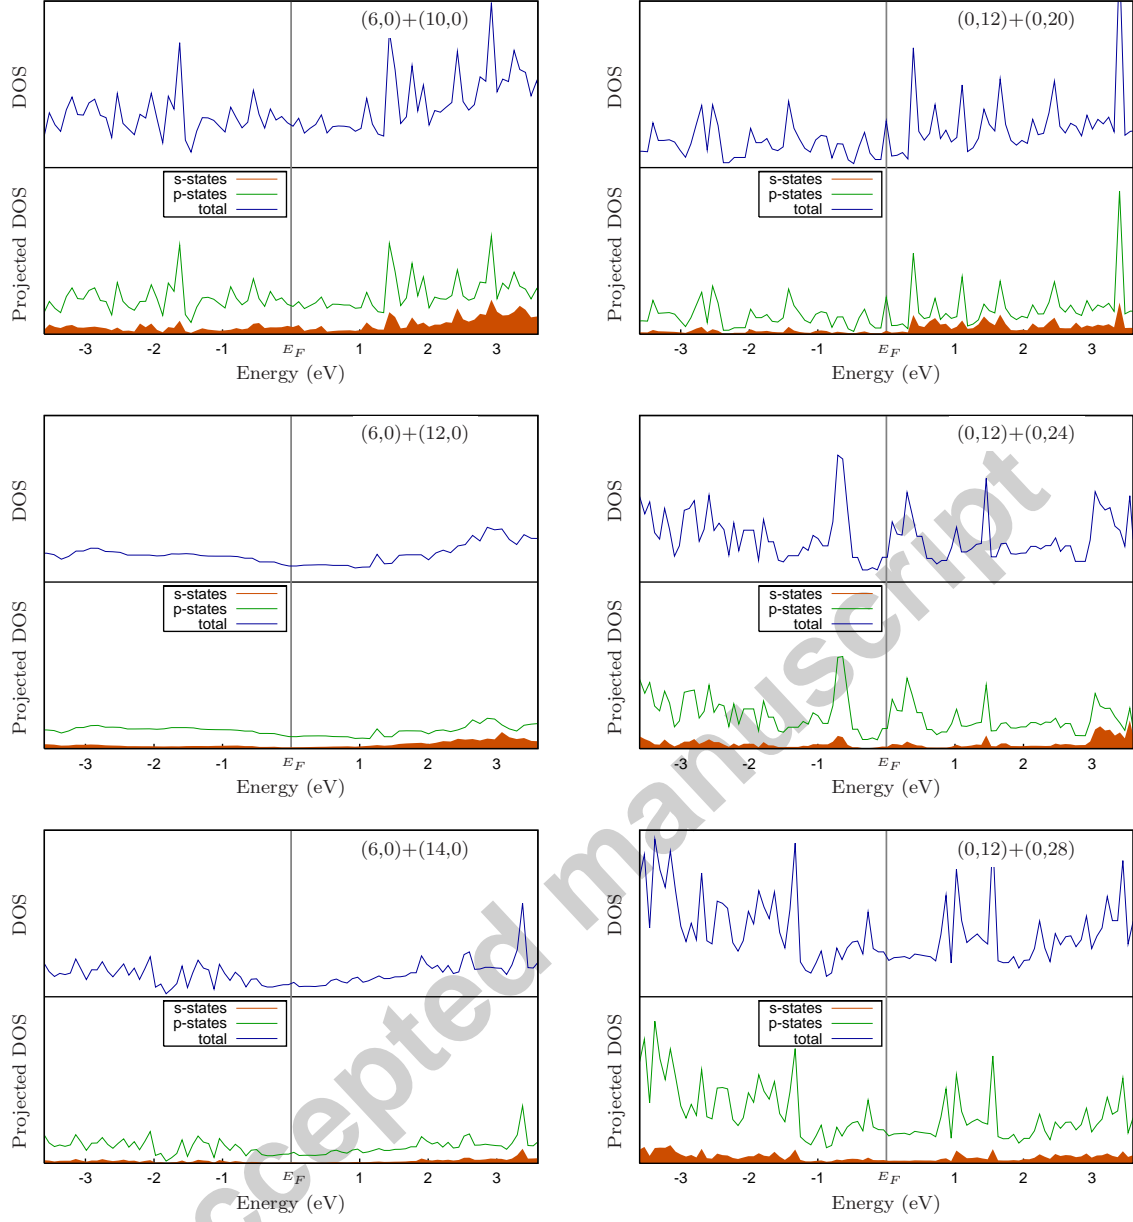 (6,0)+(10,0)
DOS
Projected DOS
s-states
p-states
total
-3 -2 -1 E_F 1 2 3
Energy (eV)
(0,12)+(0,20)
DOS
Projected DOS
s-states
p-states
total
-3 -2 -1 E_F 1 2 3
Energy (eV)
(6,0)+(12,0)
DOS
Projected DOS
s-states
p-states
total
-3 -2 -1 E_F 1 2 3
Energy (eV)
(0,12)+(0,24)
DOS
Projected DOS
s-states
p-states
total
-3 -2 -1 E_F 1 2 3
Energy (eV)
(6,0)+(14,0)
DOS
Projected DOS
s-states
p-states
total
-3 -2 -1 E_F 1 2 3
Energy (eV)
(0,12)+(0,28)
DOS
Projected DOS
s-states
p-states
total
-3 -2 -1 E_F 1 2 3
Energy (eV)
ccepted manuscript